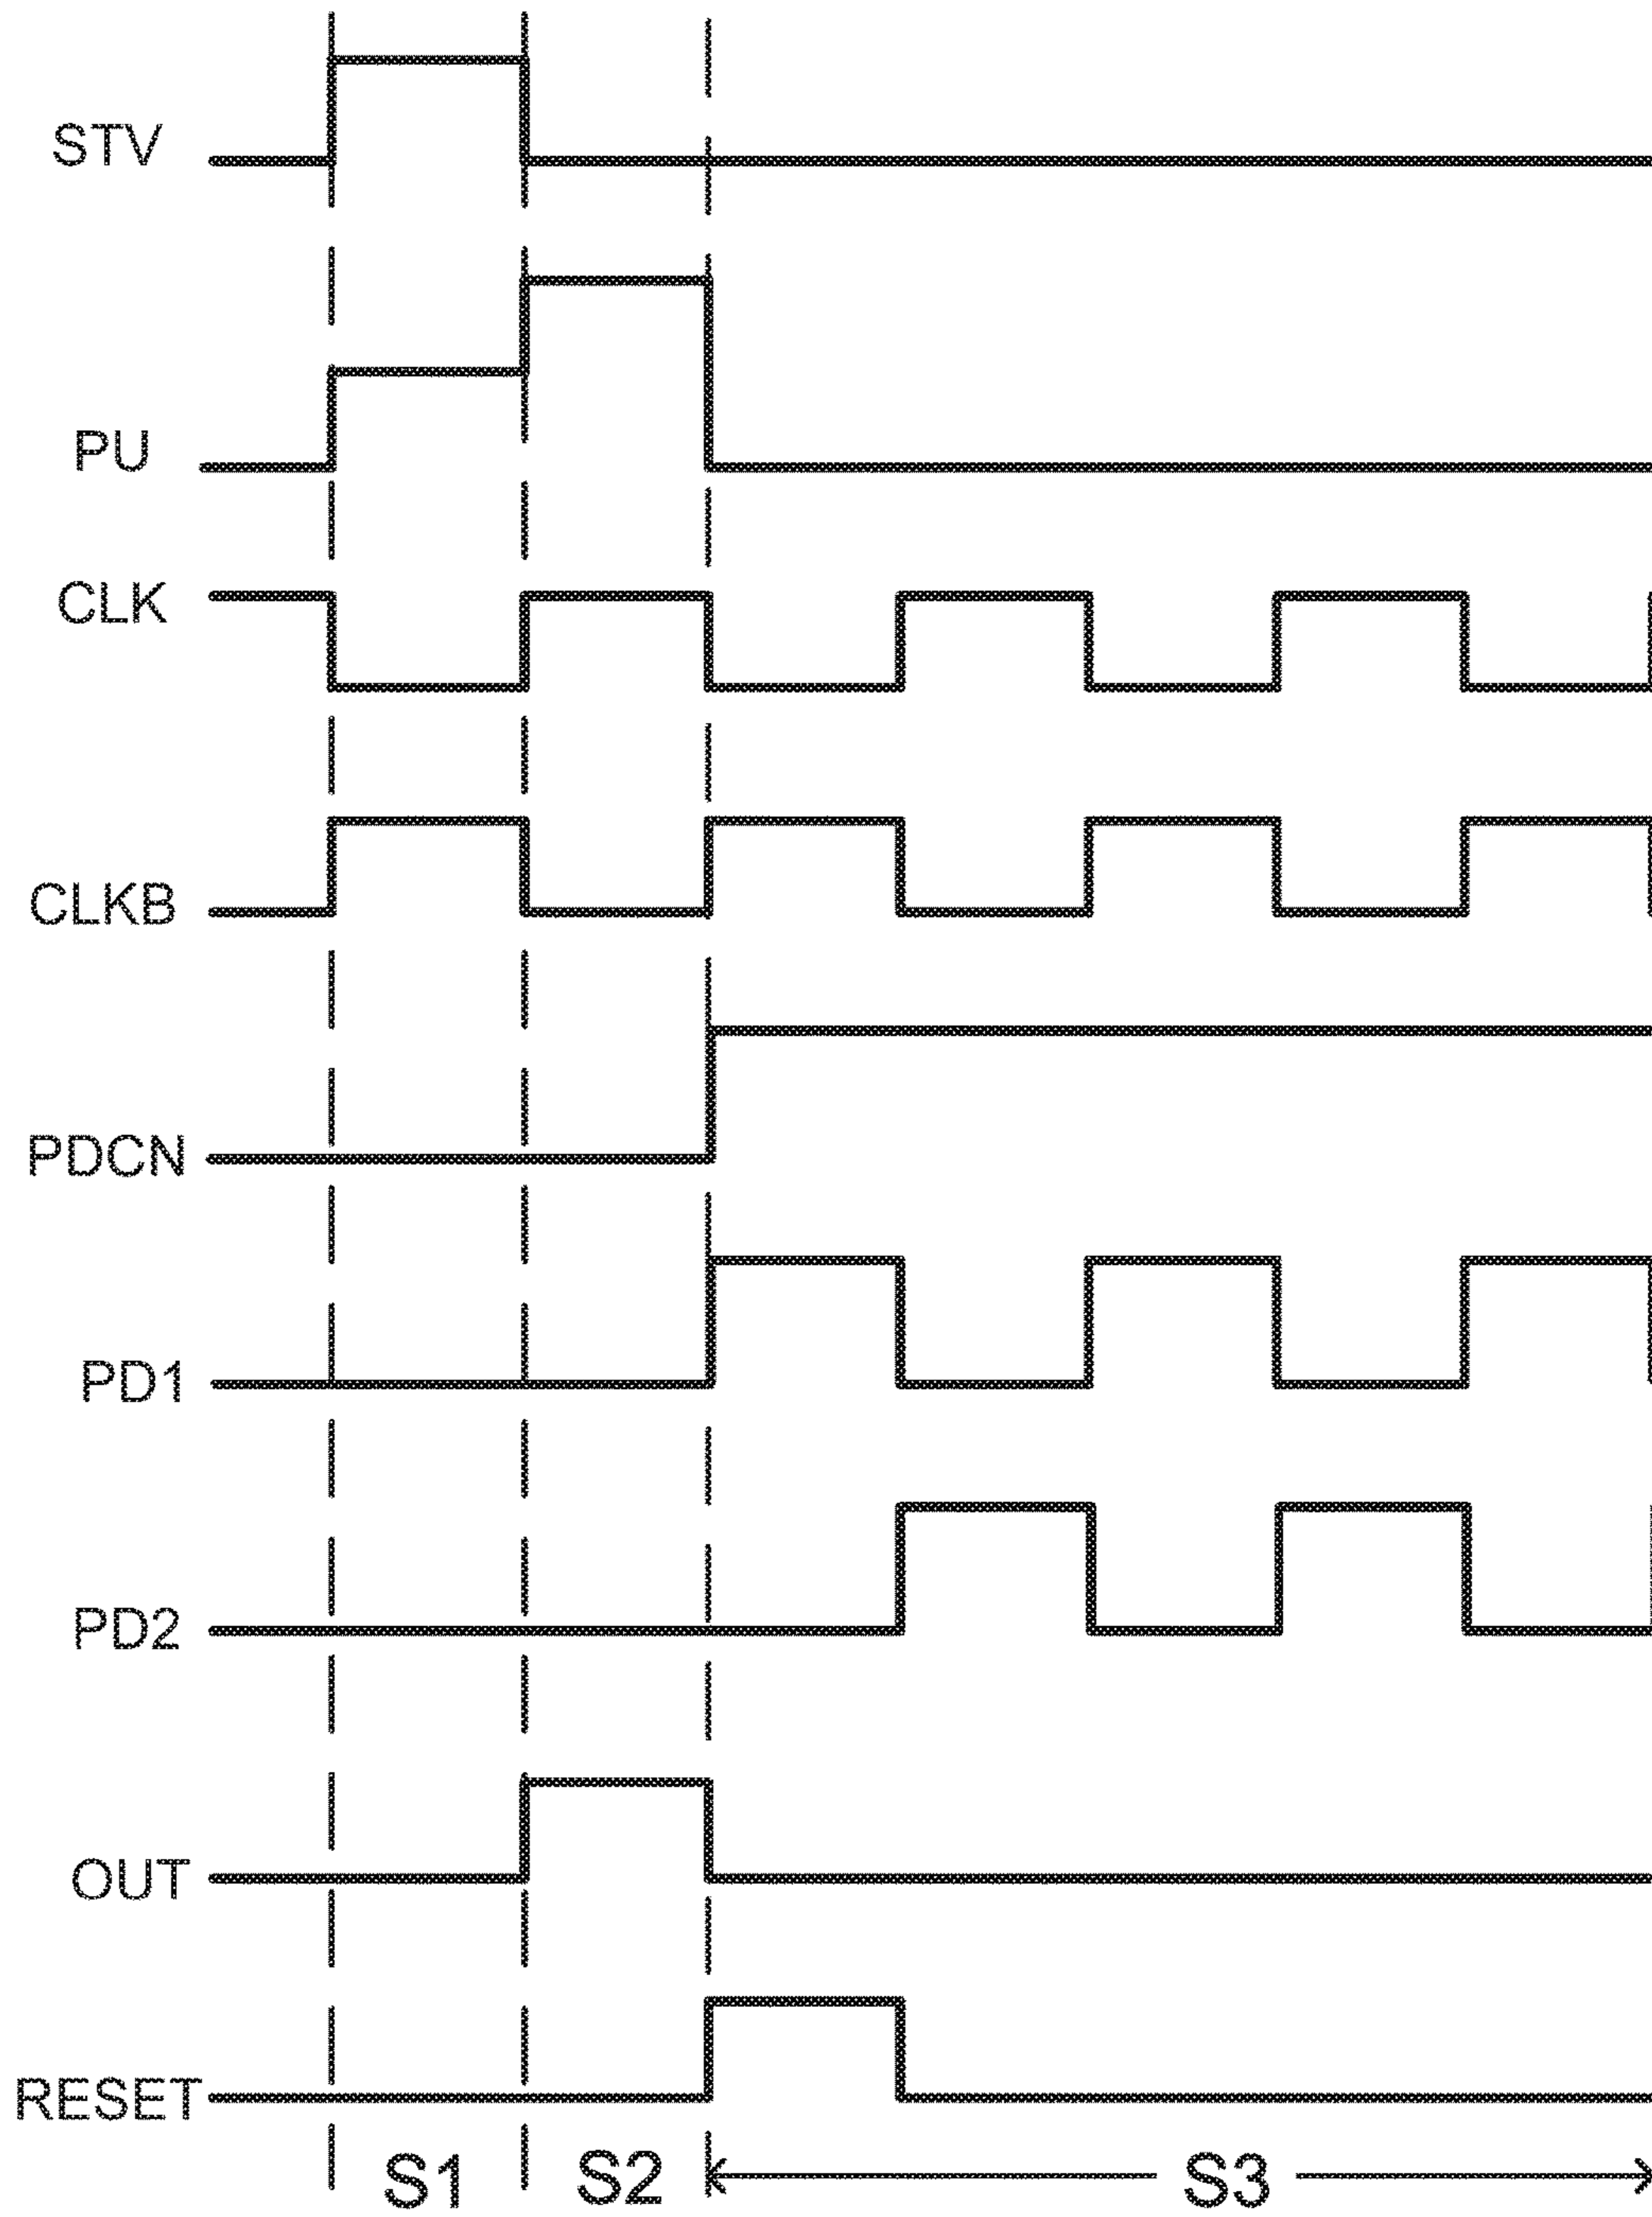 STV
PU
CLK
CLKB
PDCN
PD1
PD2
OUT
RESET
S1 S2 S3